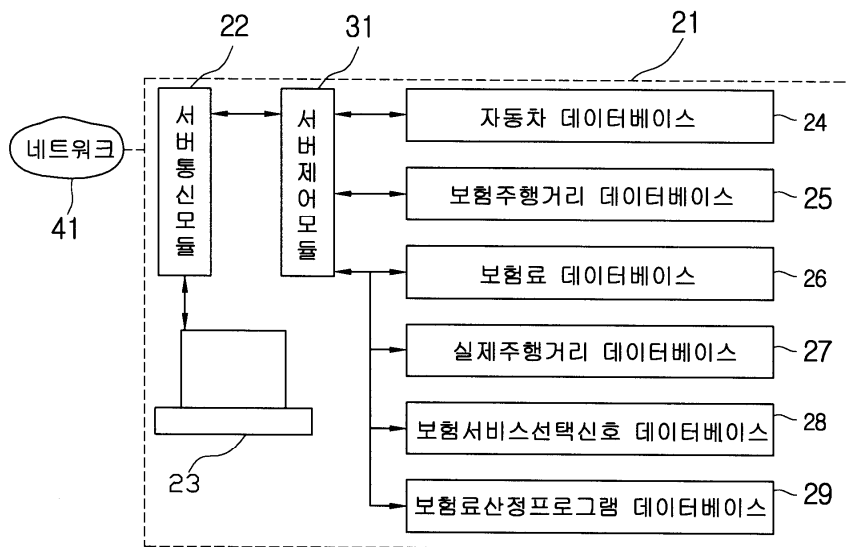 22
31
21
네트워크
41
서버통신모듈
서버제어모듈
자동차 데이터베이스
24
보험주행거리 데이터베이스
25
보험료 데이터베이스
26
실제주행거리 데이터베이스
27
보험서비스선택신호 데이터베이스
28
보험료산정프로그램 데이터베이스
29
23